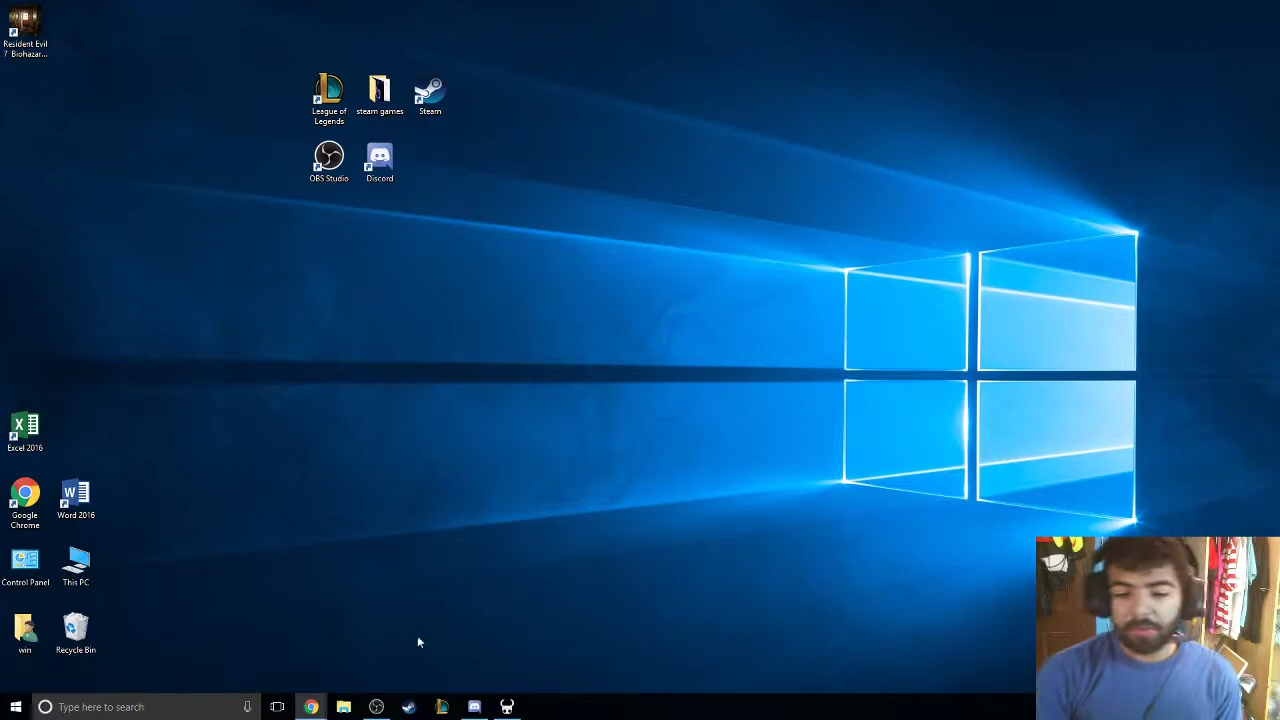 Resident Evil
7 Biohazar...
League of
Legends
steam games
Steam
OBS Studio
Discord
Excel 2016
Google
Chrome
Word 2016
Control Panel
This PC
win
Recycle Bin
Type here to search